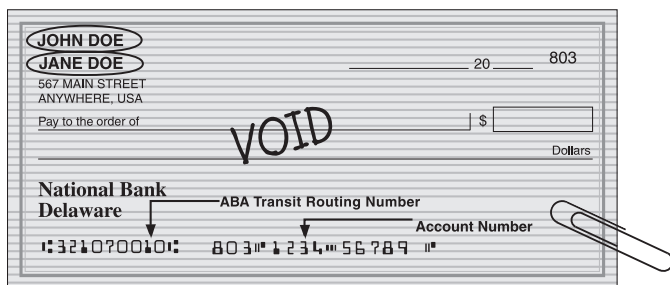 JOHN DOE
JANE DOE
567 MAIN STREET
ANYWHERE, USA
20 803
Pay to the order of $
VOID
Dollars
National Bank
Delaware
ABA Transit Routing Number
Account Number
⑆321070010⑆ 803⑈1234⑉56789⑈